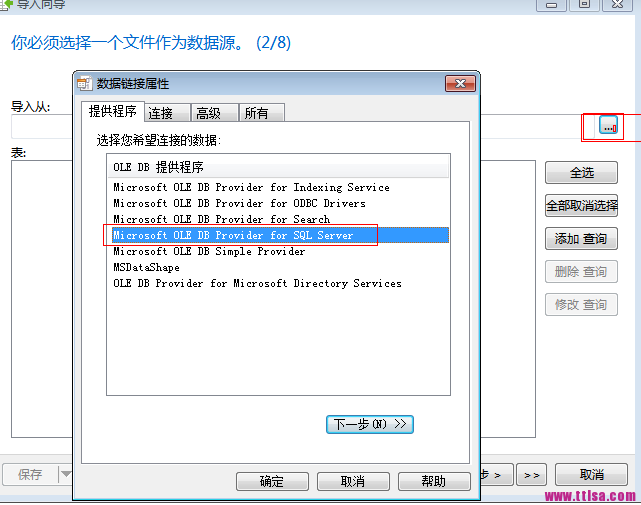 导入向导
你必须选择一个文件作为数据源。 (2/8)
导入从:
表:
数据链接属性
提供程序 连接 高级 所有
选择您希望连接的数据:
OLE DB 提供程序
Microsoft OLE DB Provider for Indexing Service
Microsoft OLE DB Provider for ODBC Drivers
Microsoft OLE DB Provider for Search
Microsoft OLE DB Provider for SQL Server
Microsoft OLE DB Simple Provider
MSDataShape
OLE DB Provider for Microsoft Directory Services
下一步(N) >>
确定 取消 帮助
全选
全部取消选择
添加 查询
删除 查询
修改 查询
保存 步 > >> 取消
www.ttlsa.com